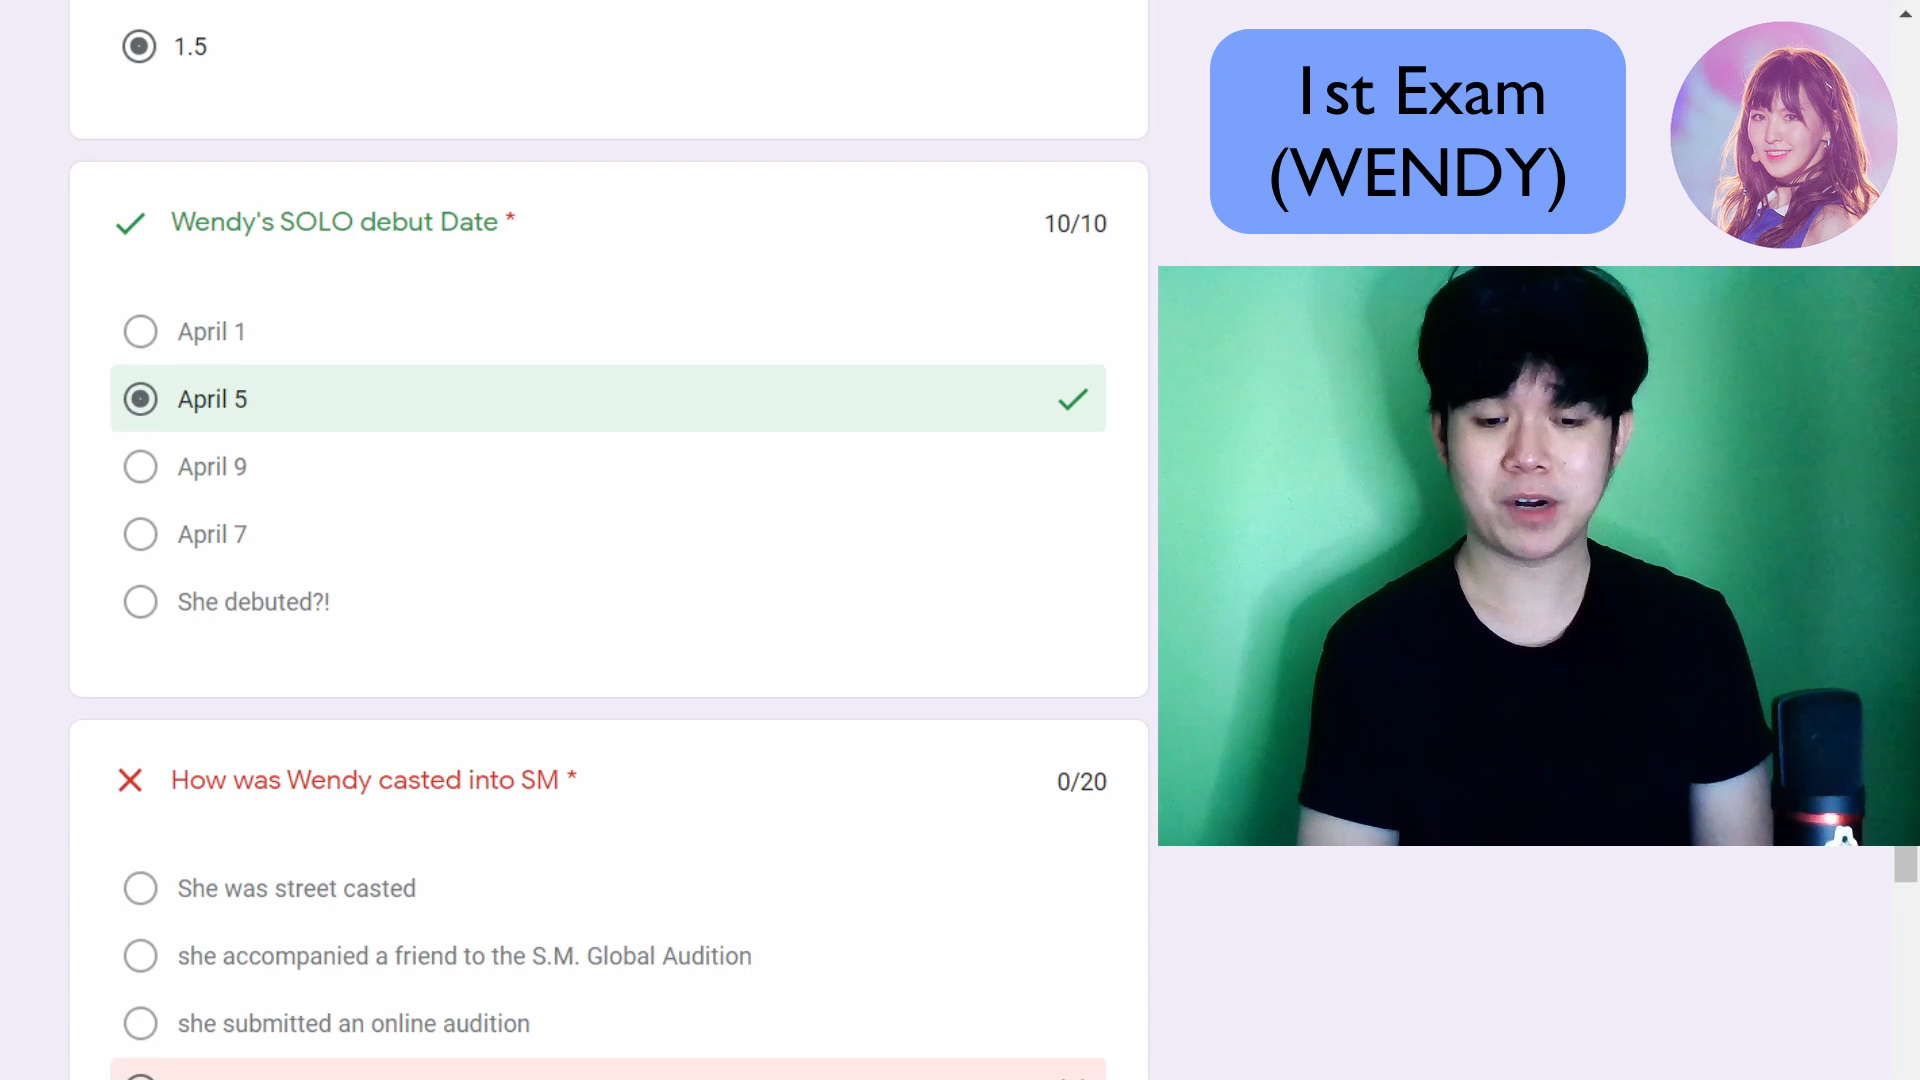 1.5
1st Exam
(WENDY)
Wendy's SOLO debut Date *
10/10
April 1
April 5
April 9
April 7
She debuted?!
How was Wendy casted into SM *
0/20
She was street casted
she accompanied a friend to the S.M. Global Audition
she submitted an online audition